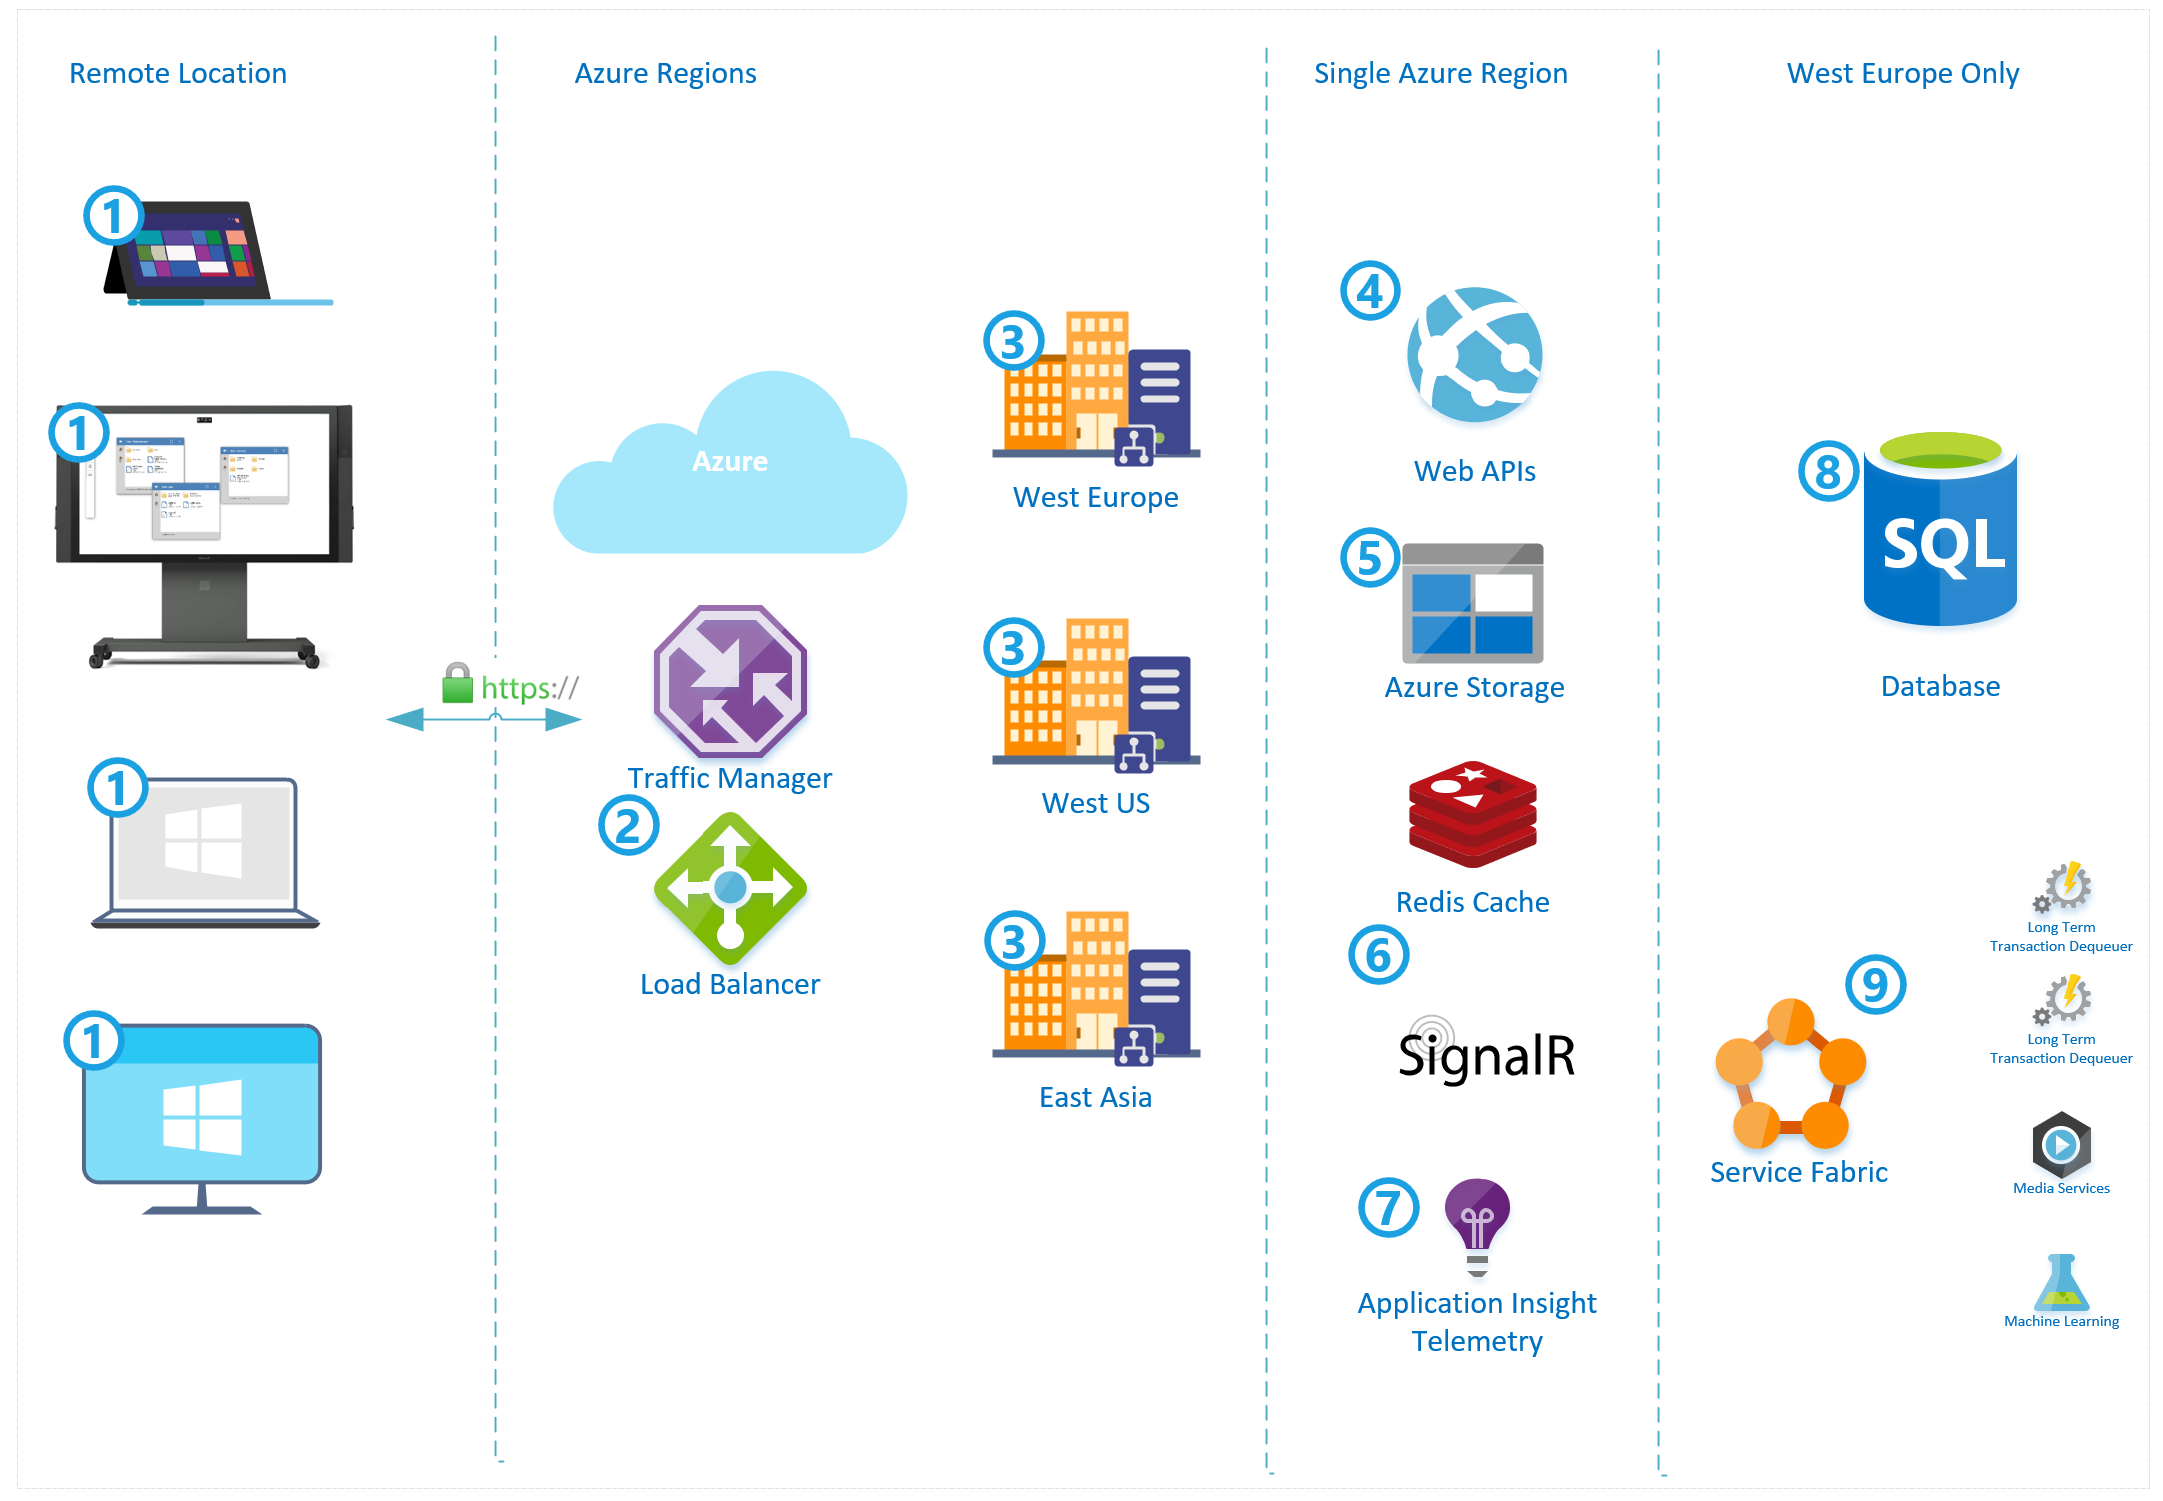 Remote Location
Azure Regions
Single Azure Region
West Europe Only
1
1
1
1
https://
Azure
Traffic Manager
2
Load Balancer
3
West Europe
3
West US
3
East Asia
4
Web APIs
5
Azure Storage
Redis Cache
6
SignalR
7
Application Insight
Telemetry
8
SQL
Database
9
Service Fabric
Long Term
Transaction Dequeuer
Long Term
Transaction Dequeuer
Media Services
Machine Learning